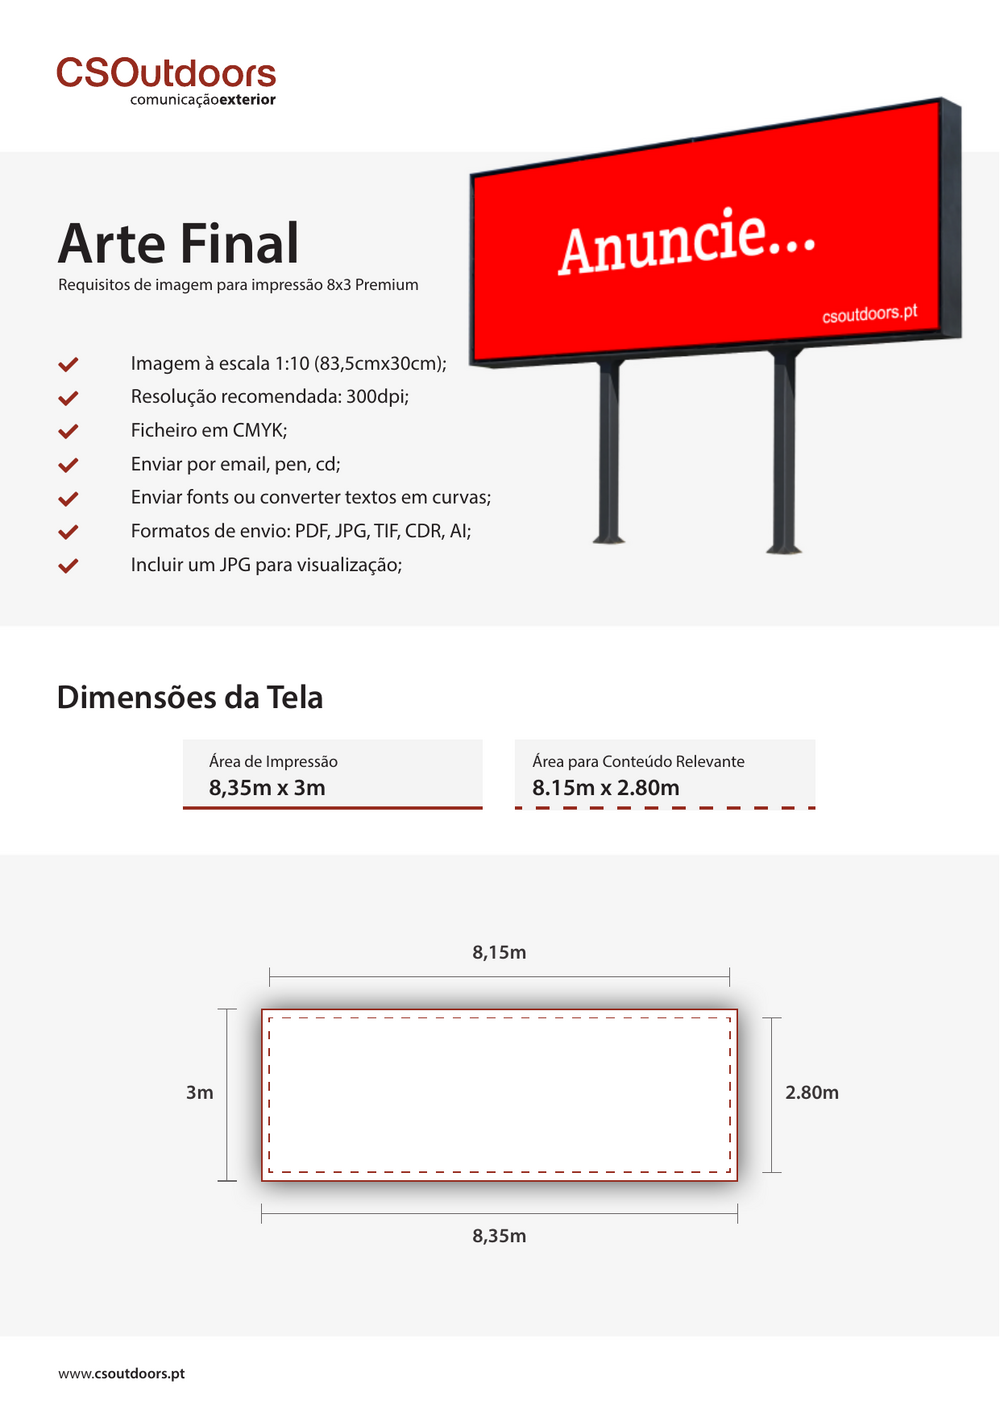 CSOutdoors
comunicaçãoexterior
Anuncie...
csoutdoors.pt
Arte Final
Requisitos de imagem para impressão 8x3 Premium
Imagem à escala 1:10 (83,5cmx30cm);
Resolução recomendada: 300dpi;
Ficheiro em CMYK;
Enviar por email, pen, cd;
Enviar fonts ou converter textos em curvas;
Formatos de envio: PDF, JPG, TIF, CDR, AI;
Incluir um JPG para visualização;
Dimensões da Tela
Área de Impressão
8,35m x 3m
Área para Conteúdo Relevante
8.15m x 2.80m
8,15m
3m
2.80m
8,35m
www.csoutdoors.pt